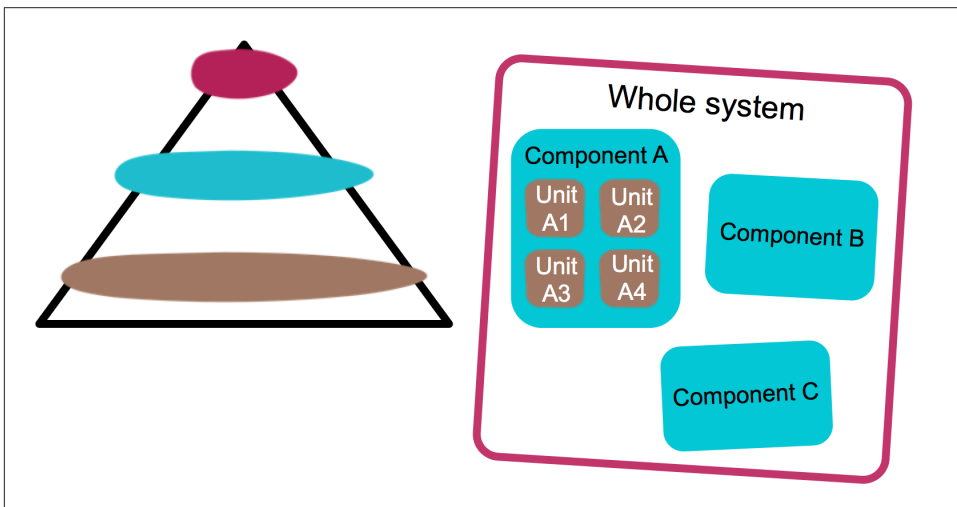 Whole system
Component A
Unit
A1
Unit
A2
Unit
A3
Unit
A4
Component B
Component C